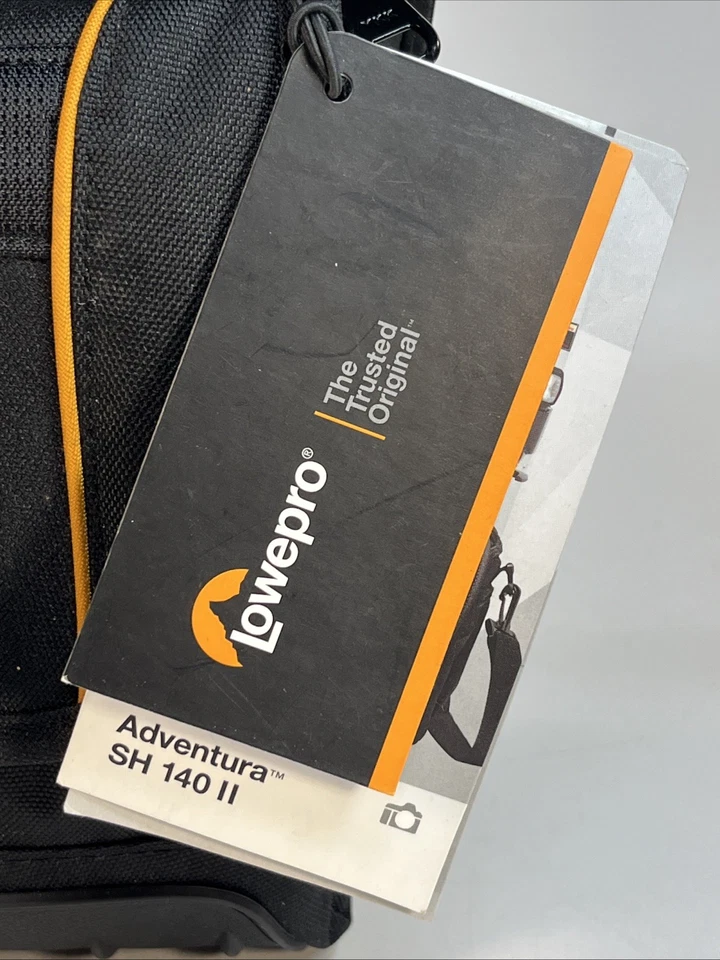 Lowepro®
The
Trusted
Original™
Adventura™
SH 140 II